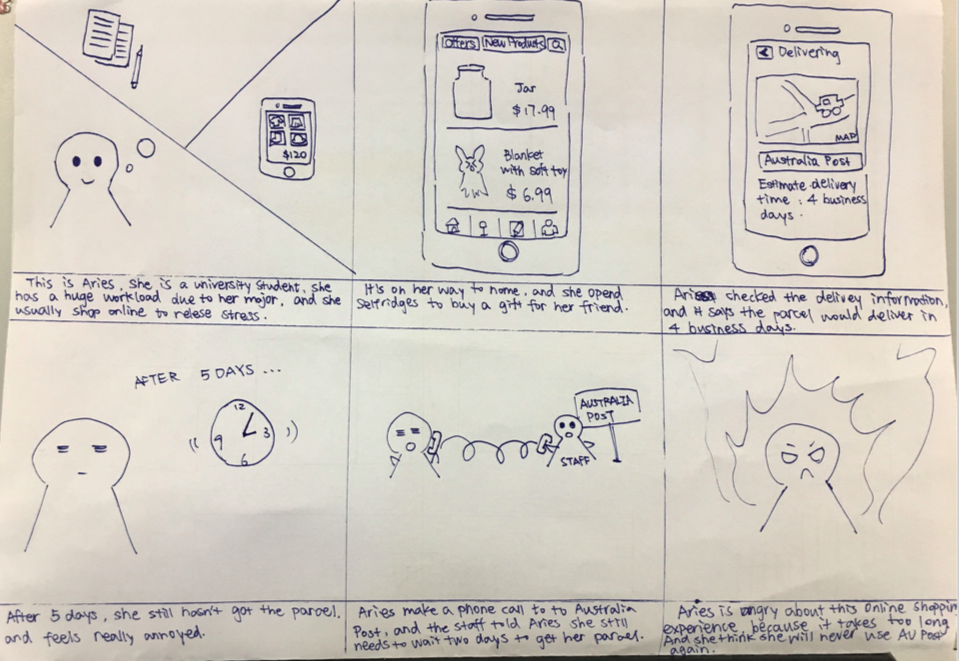 $120
Offers New Products
Jar
$17.99
Blanket
with soft toy
$6.99
Delivering
MAP
Australia Post
Estimate delivery
time : 4 business
days.
This is Aries, she is a university student, she
has a huge workload due to her major, and she
usually shop online to relese stress.
It's on her way to home, and she opend
selfridges to buy a gift for her friend.
Aries checked the delivey information,
and it says the parcel would deliver in
4 business days.
AFTER 5 DAYS ...
12
9 3
6
AUSTRALIA
POST
STAFF
After 5 days, she still hasn't got the parcel.
and feels really annoyed.
Aries make a phone call to to Australia
Post, and the staff told Aries she still
needs to wait two days to get her parcel.
Aries is angry about this online shoppin
experience, because it takes too long
And she think she will never use AU Post
again.